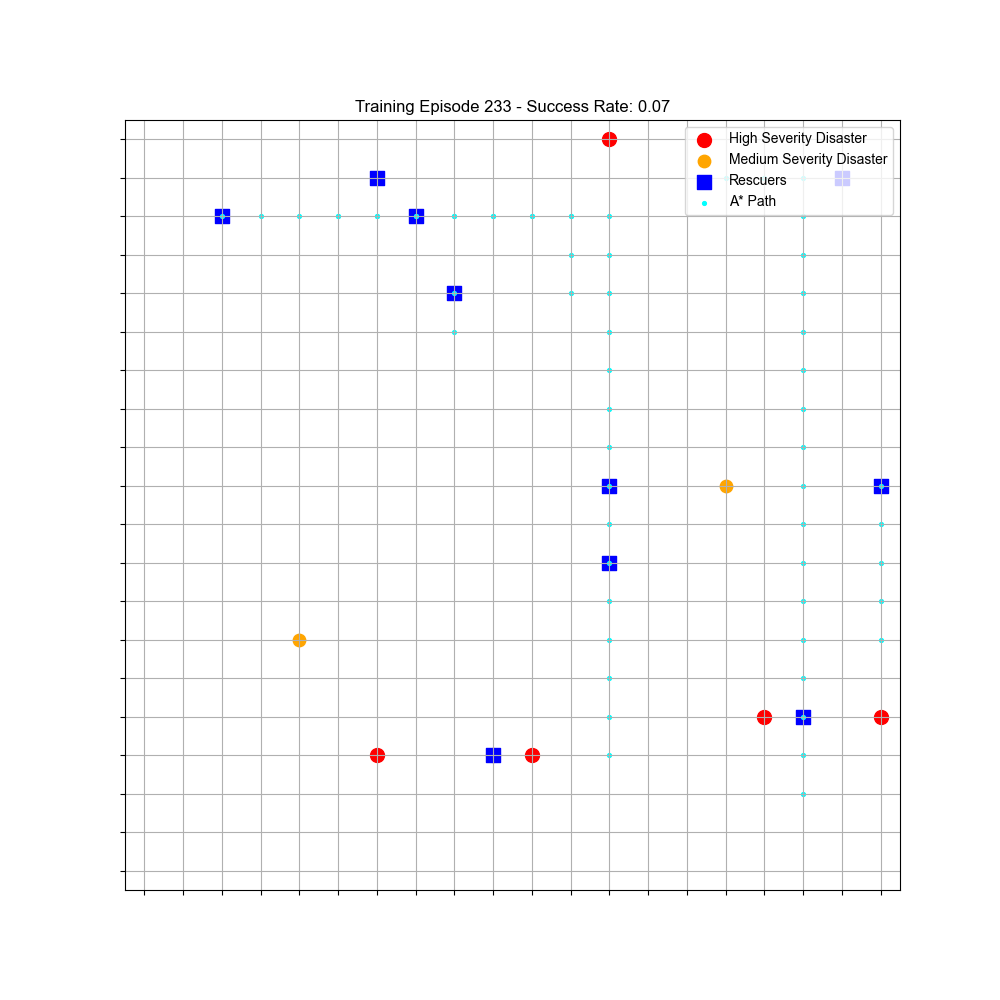 Training Episode 233 - Success Rate: 0.07
High Severity Disaster
Medium Severity Disaster
Rescuers
A* Path